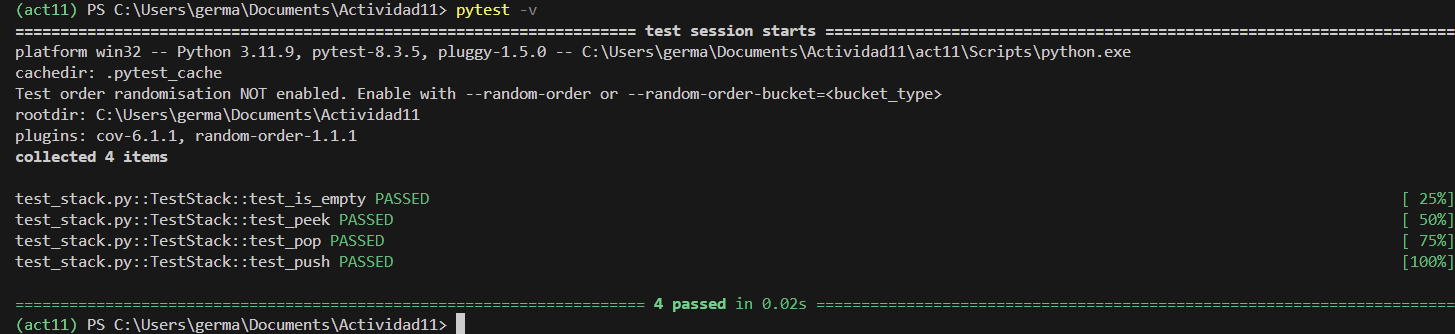 (act11) PS C:\Users\germa\Documents\Actividad11> pytest -v
===================================================================== test session starts ======================================================================
platform win32 -- Python 3.11.9, pytest-8.3.5, pluggy-1.5.0 -- C:\Users\germa\Documents\Actividad11\act11\Scripts\python.exe
cachedir: .pytest_cache
Test order randomisation NOT enabled. Enable with --random-order or --random-order-bucket=<bucket_type>
rootdir: C:\Users\germa\Documents\Actividad11
plugins: cov-6.1.1, random-order-1.1.1
collected 4 items
test_stack.py::TestStack::test_is_empty PASSED [ 25%]
test_stack.py::TestStack::test_peek PASSED [ 50%]
test_stack.py::TestStack::test_pop PASSED [ 75%]
test_stack.py::TestStack::test_push PASSED [100%]
====================================================================== 4 passed in 0.02s =======================================================================
(act11) PS C:\Users\germa\Documents\Actividad11>